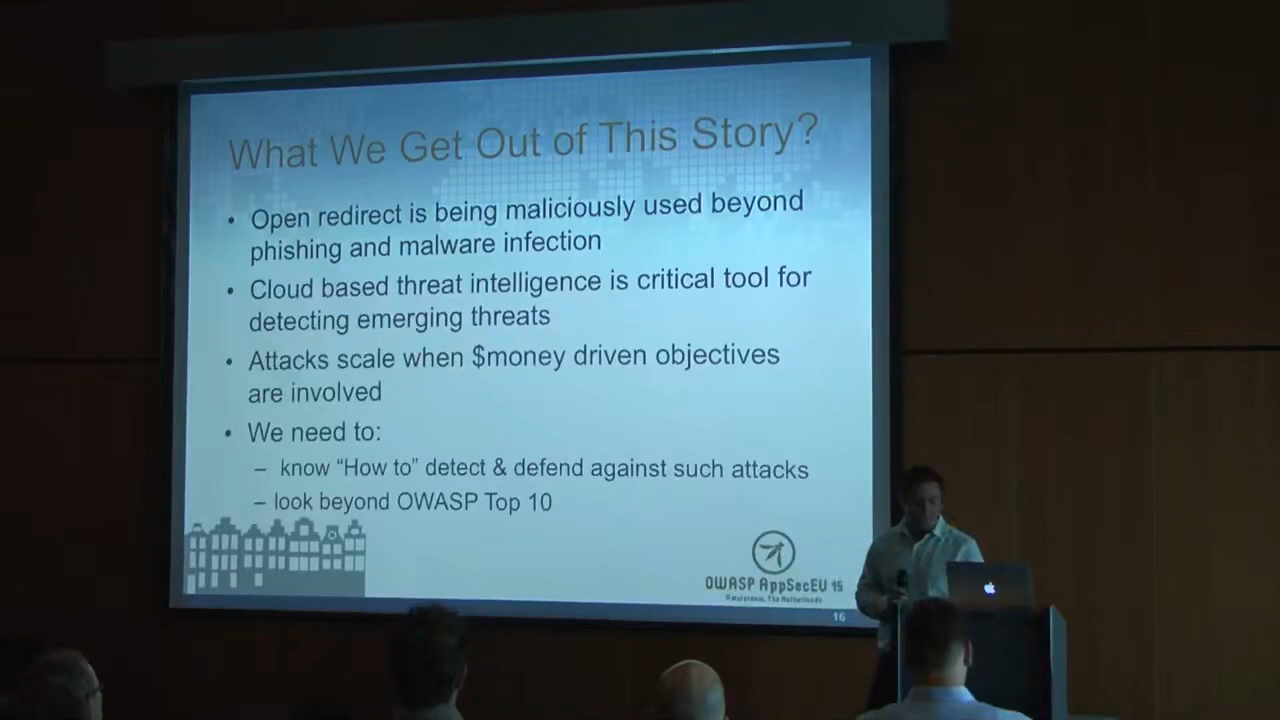 What We Get Out of This Story?
• Open redirect is being maliciously used beyond
phishing and malware infection
• Cloud based threat intelligence is critical tool for
detecting emerging threats
• Attacks scale when $money driven objectives
are involved
• We need to:
– know “How to” detect & defend against such attacks
– look beyond OWASP Top 10
OWASP AppSecEU 15
Amsterdam, The Netherlands
16